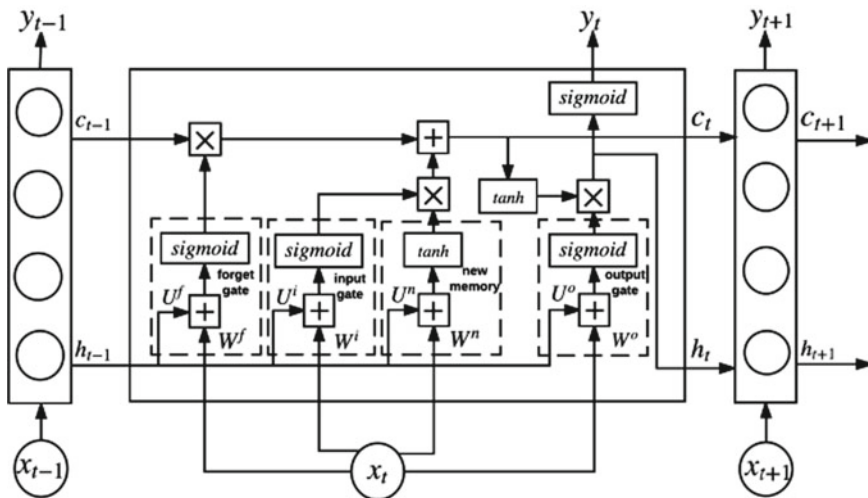 y_{t-1} y_t y_{t+1}
sigmoid
c_{t-1} × + c_t c_{t+1}
× tanh ×
sigmoid sigmoid tanh sigmoid
forget gate input gate new memory output gate
U^f + U^i + U^n + U^o +
W^f W^i W^n W^o
h_{t-1} h_t h_{t+1}
x_{t-1} x_t x_{t+1}